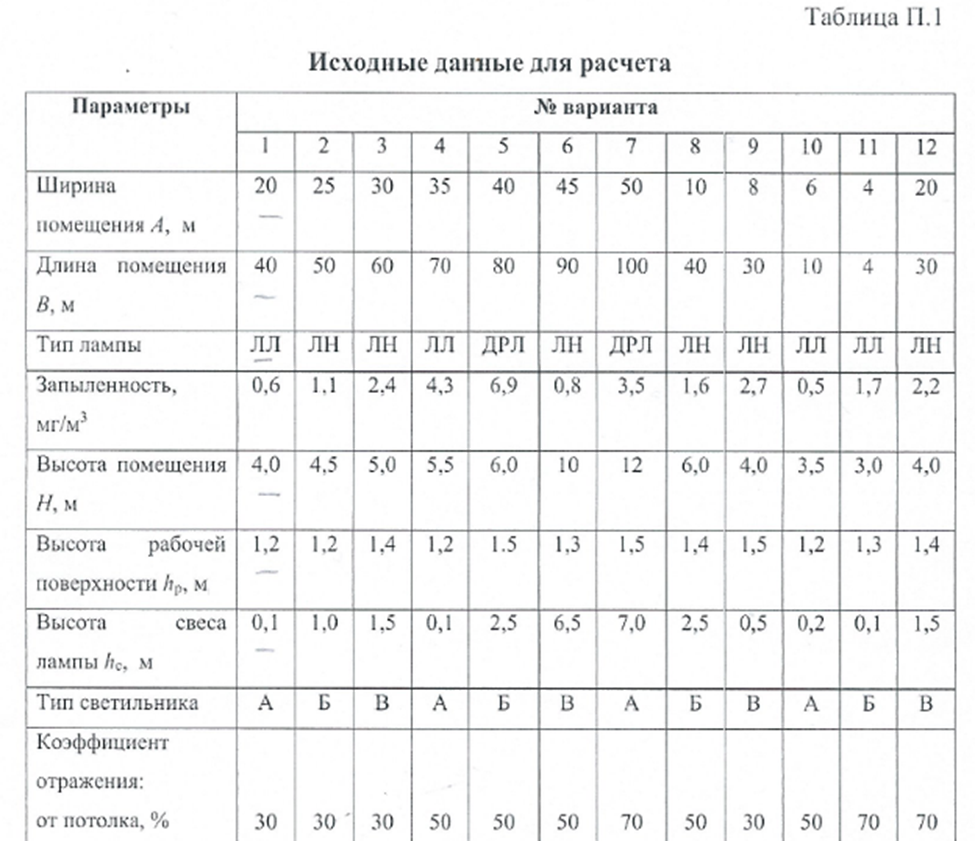 Таблица П.1
Исходные данные для расчета
Параметры № варианта
1 2 3 4 5 6 7 8 9 10 11 12
Ширина 20 25 30 35 40 45 50 10 8 6 4 20
помещения А, м
Длина помещения 40 50 60 70 80 90 100 40 30 10 4 30
В, м
Тип лампы ЛЛ ЛН ЛН ЛЛ ДРЛ ЛН ДРЛ ЛН ЛН ЛЛ ЛЛ ЛН
Запыленность, 0,6 1,1 2,4 4,3 6,9 0,8 3,5 1,6 2,7 0,5 1,7 2,2
мг/м³
Высота помещения 4,0 4,5 5,0 5,5 6,0 10 12 6,0 4,0 3,5 3,0 4,0
Н, м
Высота рабочей 1,2 1,2 1,4 1,2 1.5 1,3 1,5 1,4 1,5 1,2 1,3 1,4
поверхности hр, м
Высота свеса 0,1 1,0 1,5 0,1 2,5 6,5 7,0 2,5 0,5 0,2 0,1 1,5
лампы hс, м
Тип светильника А Б В А Б В А Б В А Б В
Коэффициент
отражения:
от потолка, % 30 30 30 50 50 50 70 50 30 50 70 70